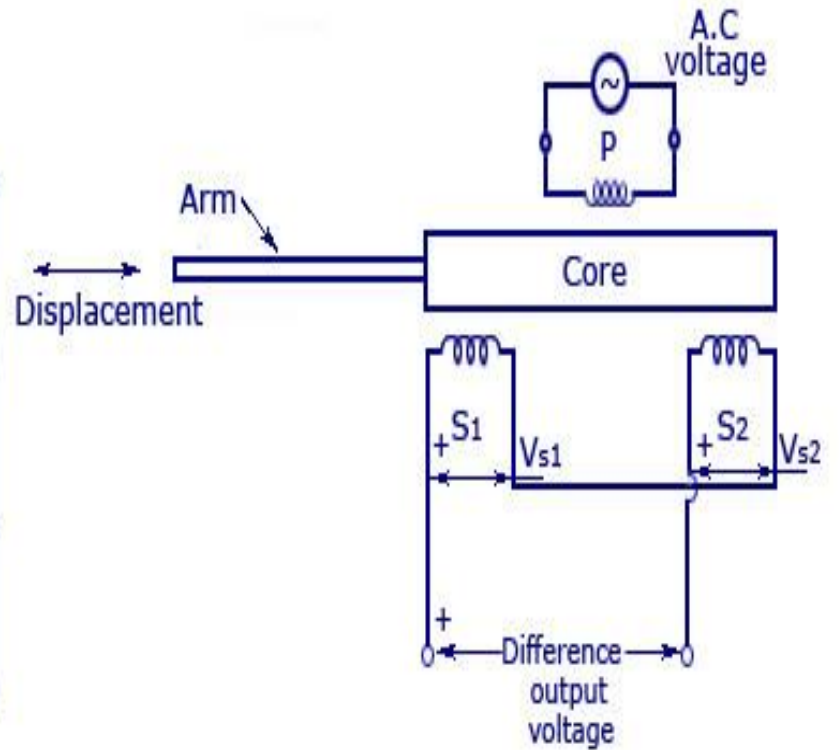 A.C
voltage
~
P
Arm
Core
Displacement
S1
S2
+
Vs1
+
Vs2
+
Difference
output
voltage